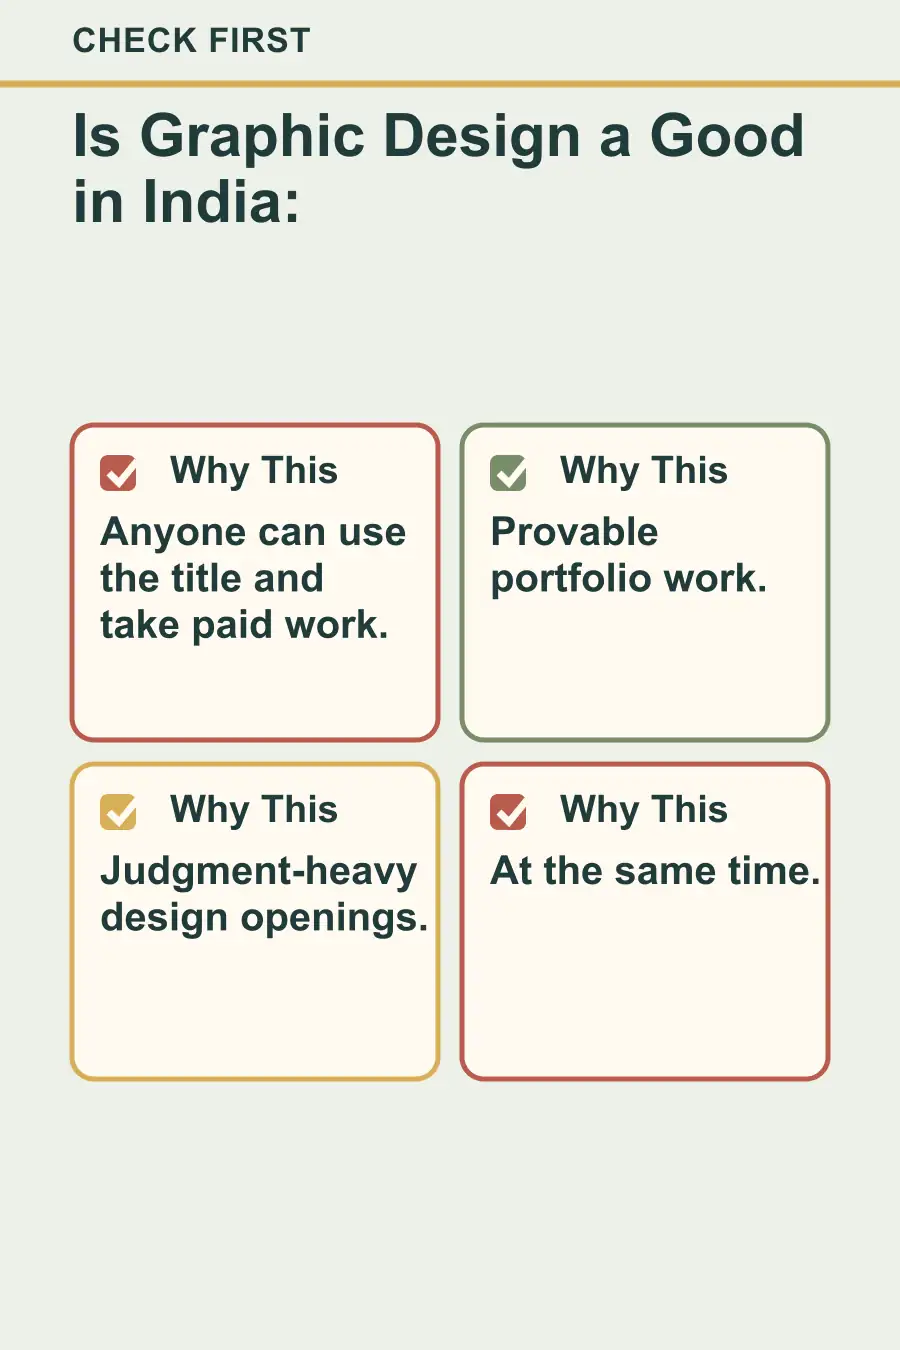 CHECK FIRST
Is Graphic Design a Good
in India:
Why This
Anyone can use
the title and
take paid work.
Why This
Provable
portfolio work.
Why This
Judgment-heavy
design openings.
Why This
At the same time.